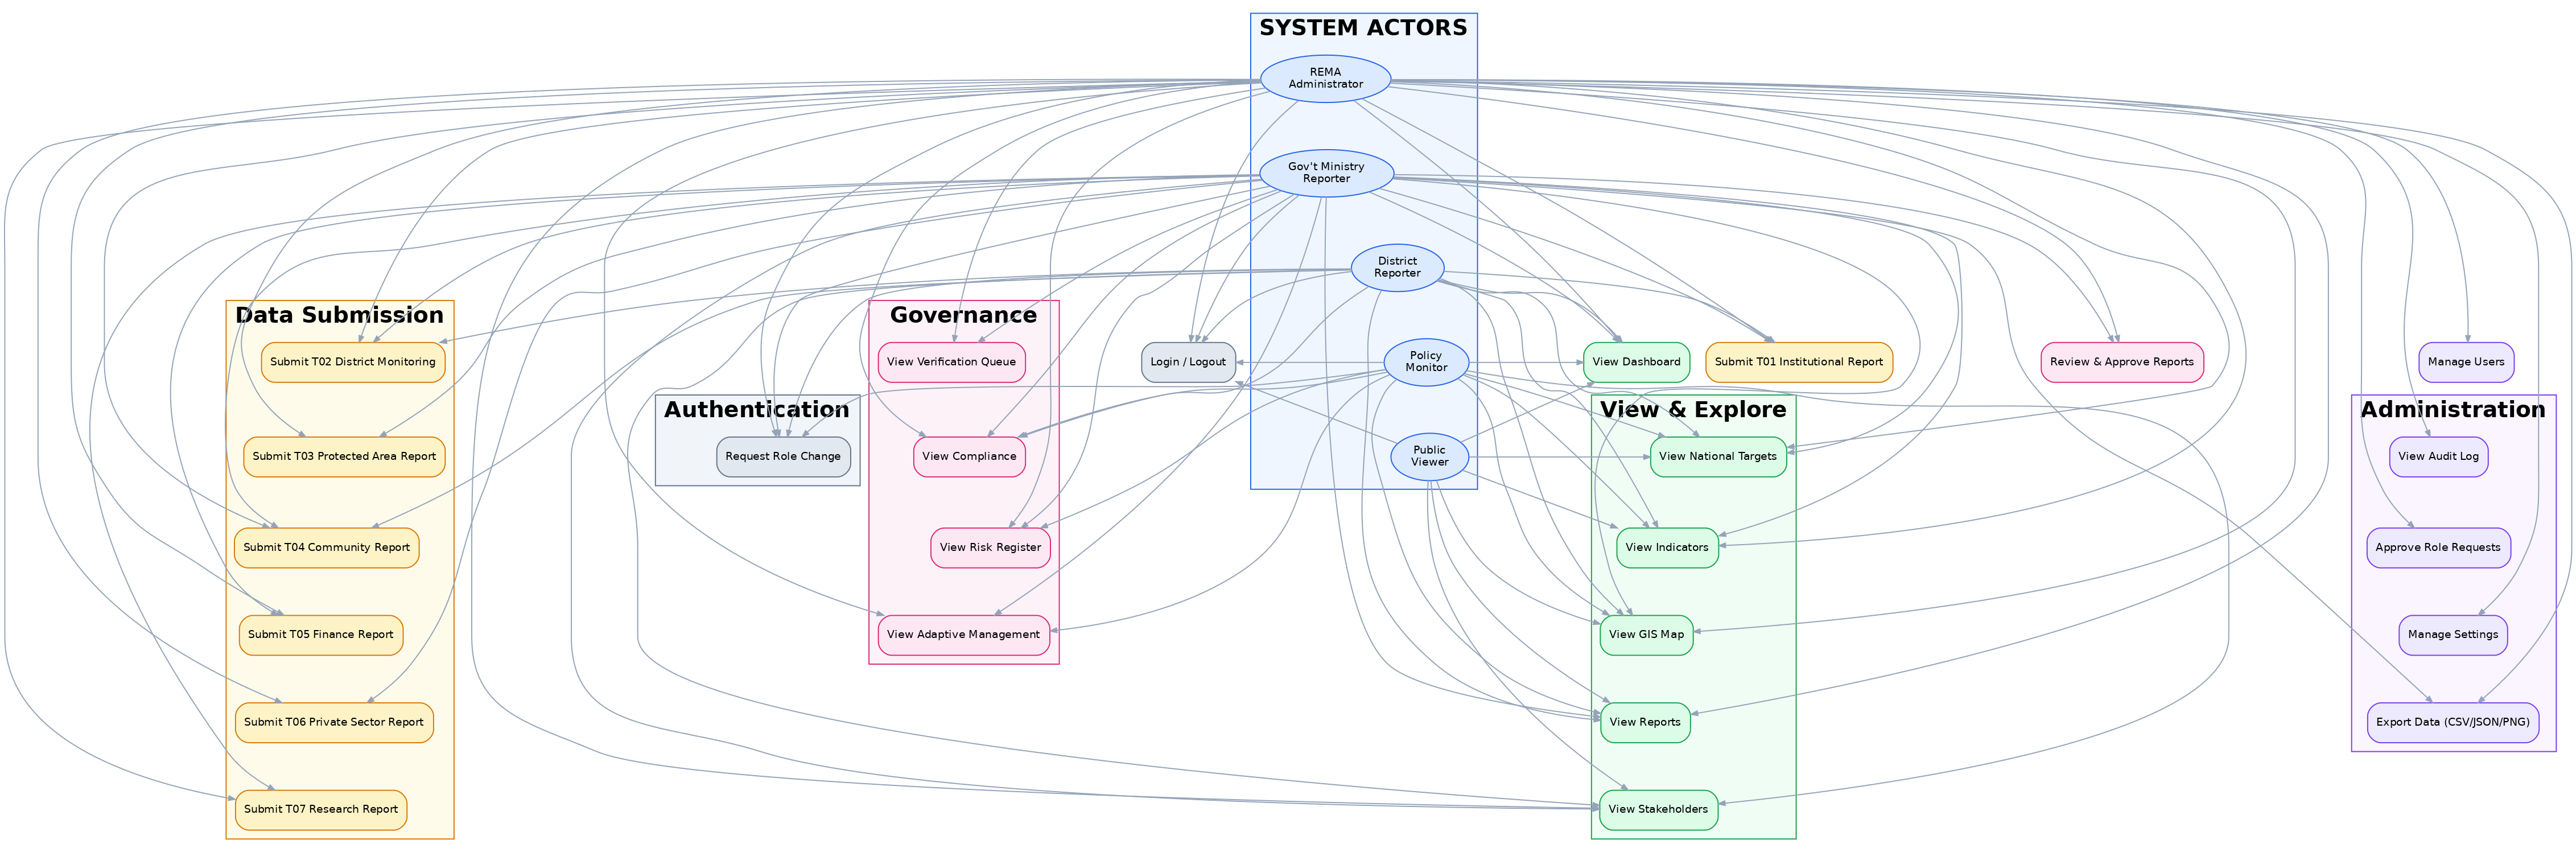 SYSTEM ACTORS
REMA
Administrator
Gov't Ministry
Reporter
District
Reporter
Policy
Monitor
Public
Viewer
Data Submission
Submit T02 District Monitoring
Submit T03 Protected Area Report
Submit T04 Community Report
Submit T05 Finance Report
Submit T06 Private Sector Report
Submit T07 Research Report
Authentication
Request Role Change
Governance
View Verification Queue
View Compliance
View Risk Register
View Adaptive Management
Login / Logout
View Dashboard
Submit T01 Institutional Report
View & Explore
View National Targets
View Indicators
View GIS Map
View Reports
View Stakeholders
Review & Approve Reports
Manage Users
Administration
View Audit Log
Approve Role Requests
Manage Settings
Export Data (CSV/JSON/PNG)